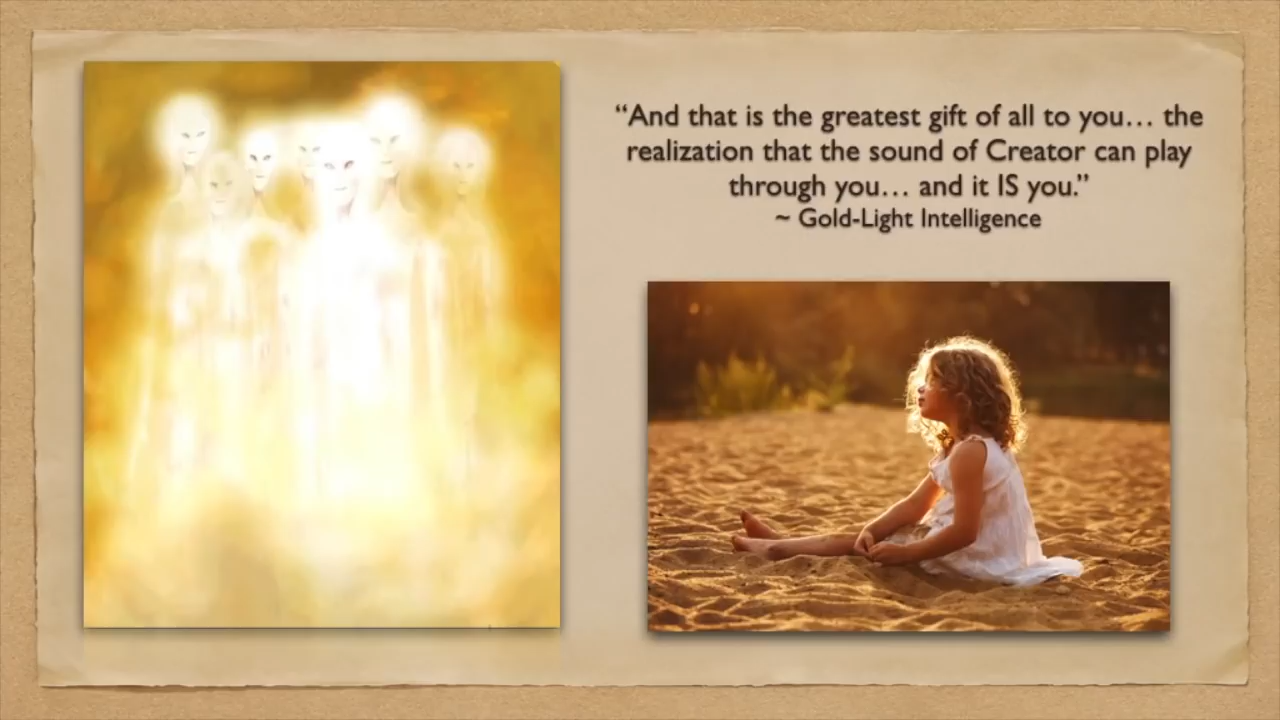 “And that is the greatest gift of all to you… the
realization that the sound of Creator can play
through you… and it IS you.”
~ Gold-Light Intelligence